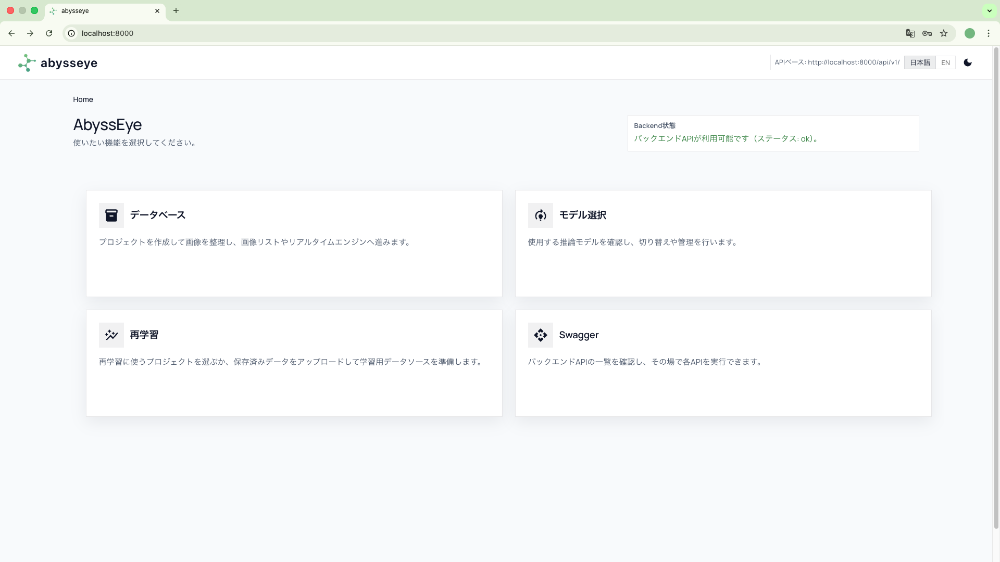 abysseye
localhost:8000
abysseye
APIベース: http://localhost:8000/api/v1/
日本語
EN
Home
AbyssEye
使いたい機能を選択してください。
Backend状態
バックエンドAPIが利用可能です（ステータス: ok）。
データベース
プロジェクトを作成して画像を整理し、画像リストやリアルタイムエンジンへ進みます。
モデル選択
使用する推論モデルを確認し、切り替えや管理を行います。
再学習
再学習に使うプロジェクトを選ぶか、保存済みデータをアップロードして学習用データソースを準備します。
Swagger
バックエンドAPIの一覧を確認し、その場で各APIを実行できます。